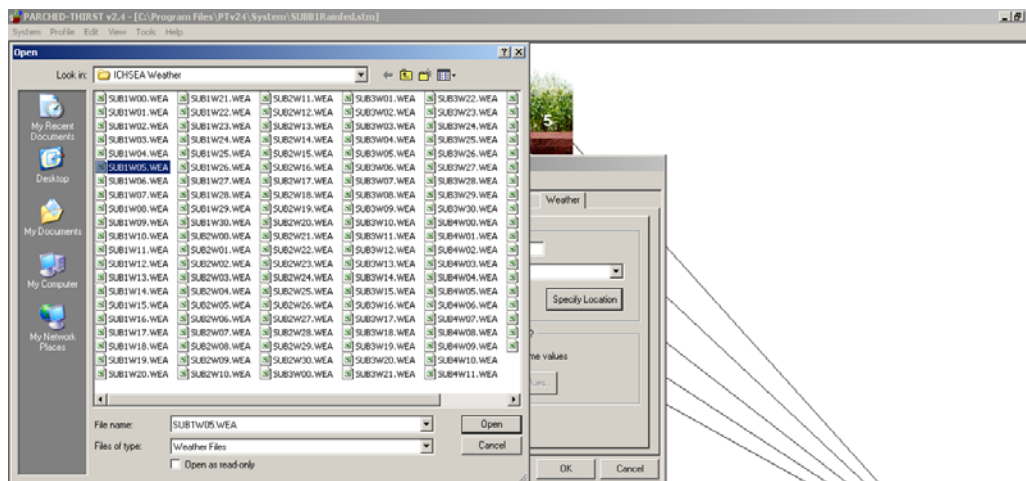 PARCHED-THIRST v2.4 - [C:\Program Files\PTv24\System\SUBB1Rainfed.stm]
System Profile Edit View Tools Help
Open
Look in: ICHSEA Weather
My Recent Documents
Desktop
My Documents
My Computer
My Network Places
SUB1W00.WEA SUB1W21.WEA SUB2W11.WEA SUB3W01.WEA SUB3W22.WEA
SUB1W01.WEA SUB1W22.WEA SUB2W12.WEA SUB3W02.WEA SUB3W23.WEA
SUB1W02.WEA SUB1W23.WEA SUB2W13.WEA SUB3W03.WEA SUB3W24.WEA
SUB1W03.WEA SUB1W24.WEA SUB2W14.WEA SUB3W04.WEA SUB3W25.WEA
SUB1W04.WEA SUB1W25.WEA SUB2W15.WEA SUB3W05.WEA SUB3W26.WEA
SUB1W05.WEA SUB1W26.WEA SUB2W16.WEA SUB3W06.WEA SUB3W27.WEA
SUB1W06.WEA SUB1W27.WEA SUB2W17.WEA SUB3W07.WEA SUB3W28.WEA
SUB1W07.WEA SUB1W28.WEA SUB2W18.WEA SUB3W08.WEA SUB3W29.WEA
SUB1W08.WEA SUB1W29.WEA SUB2W19.WEA SUB3W09.WEA SUB3W30.WEA
SUB1W09.WEA SUB1W30.WEA SUB2W20.WEA SUB3W10.WEA SUB4W00.WEA
SUB1W10.WEA SUB2W00.WEA SUB2W21.WEA SUB3W11.WEA SUB4W01.WEA
SUB1W11.WEA SUB2W01.WEA SUB2W22.WEA SUB3W12.WEA SUB4W02.WEA
SUB1W12.WEA SUB2W02.WEA SUB2W23.WEA SUB3W13.WEA SUB4W03.WEA
SUB1W13.WEA SUB2W03.WEA SUB2W24.WEA SUB3W14.WEA SUB4W04.WEA
SUB1W14.WEA SUB2W04.WEA SUB2W25.WEA SUB3W15.WEA SUB4W05.WEA
SUB1W15.WEA SUB2W05.WEA SUB2W26.WEA SUB3W16.WEA SUB4W06.WEA
SUB1W16.WEA SUB2W06.WEA SUB2W27.WEA SUB3W17.WEA SUB4W07.WEA
SUB1W17.WEA SUB2W07.WEA SUB2W28.WEA SUB3W18.WEA SUB4W08.WEA
SUB1W18.WEA SUB2W08.WEA SUB2W29.WEA SUB3W19.WEA SUB4W09.WEA
SUB1W19.WEA SUB2W09.WEA SUB2W30.WEA SUB3W20.WEA SUB4W10.WEA
SUB1W20.WEA SUB2W10.WEA SUB3W00.WEA SUB3W21.WEA SUB4W11.WEA
File name: SUB1W05.WEA Open
Files of type: Weather Files Cancel
Open as read-only
5
Weather
Specify Location
me values
OK Cancel